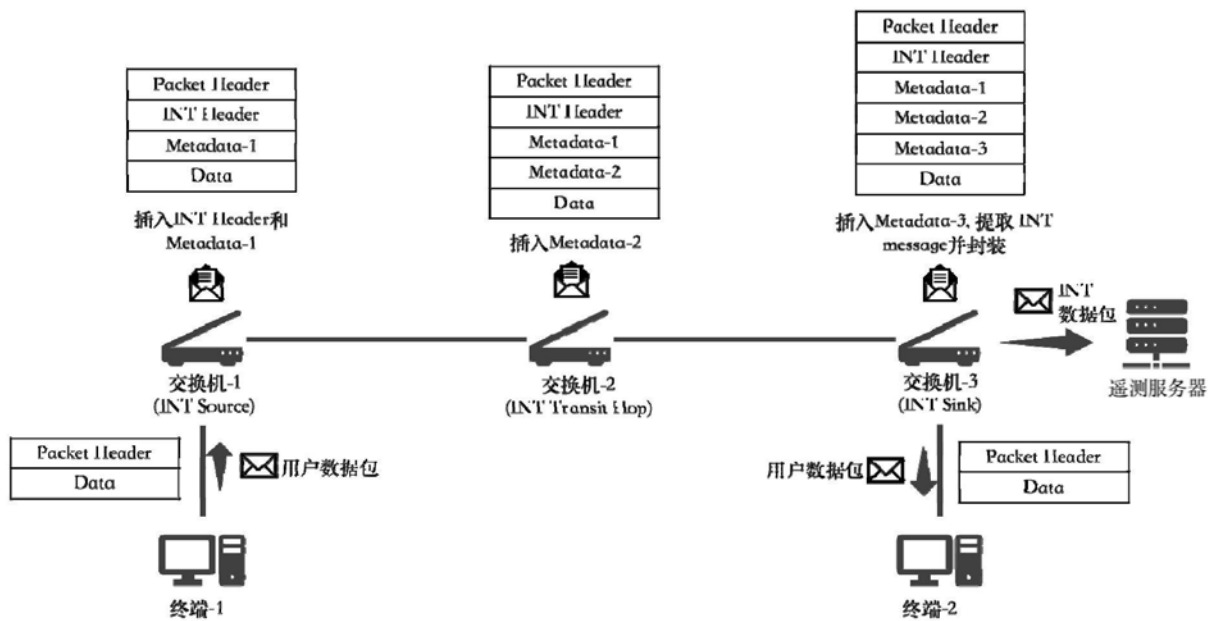 Packet Header
INT Header
Metadata-1
Data
插入INT Header和
Metadata-1
Packet Header
INT Header
Metadata-1
Metadata-2
Data
插入Metadata-2
Packet Header
INT Header
Metadata-1
Metadata-2
Metadata-3
Data
插入Metadata-3, 提取 INT
message并封装
INT
数据包
交换机-1
(INT Source)
交换机-2
(INT Transit Hop)
交换机-3
(INT Sink)
遥测服务器
Packet Header
Data
用户数据包
用户数据包
Packet Header
Data
终端-1
终端-2